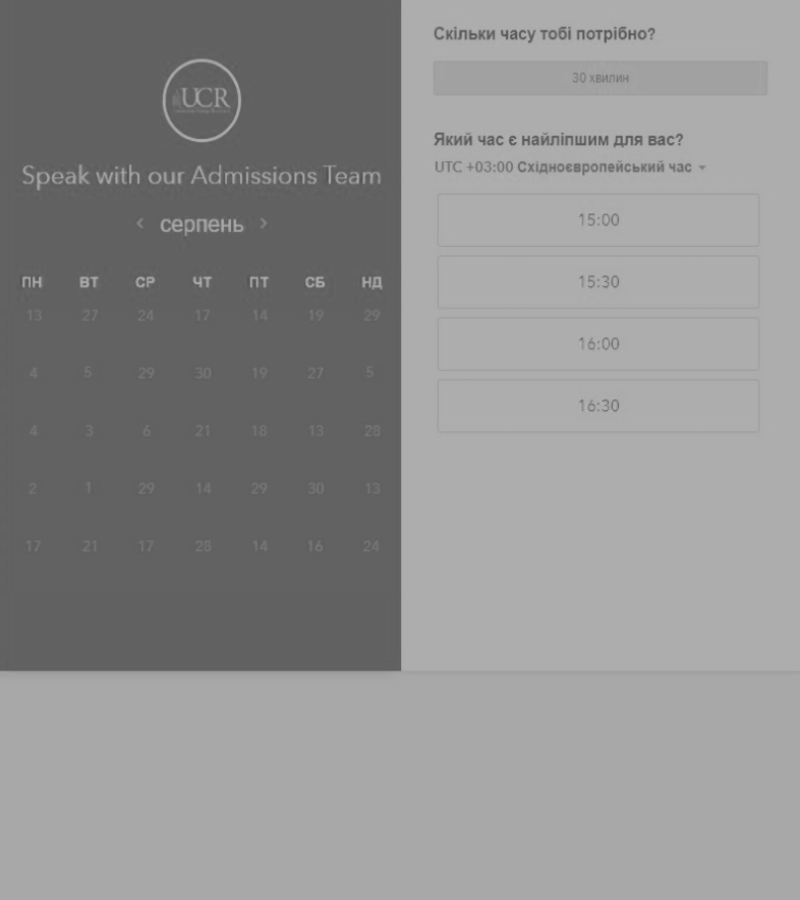 UCR
Speak with our Admissions Team
‹ серпень ›
ПН ВТ СР ЧТ ПТ СБ НД
13 27 24 17 14 19 29
4 5 29 30 19 27 5
4 3 6 21 18 13 28
2 1 29 14 29 30 13
17 21 17 28 14 16 24
Скільки часу тобі потрібно?
30 хвилин
Який час є найліпшим для вас?
UTC +03:00 Східноєвропейський час
15:00
15:30
16:00
16:30